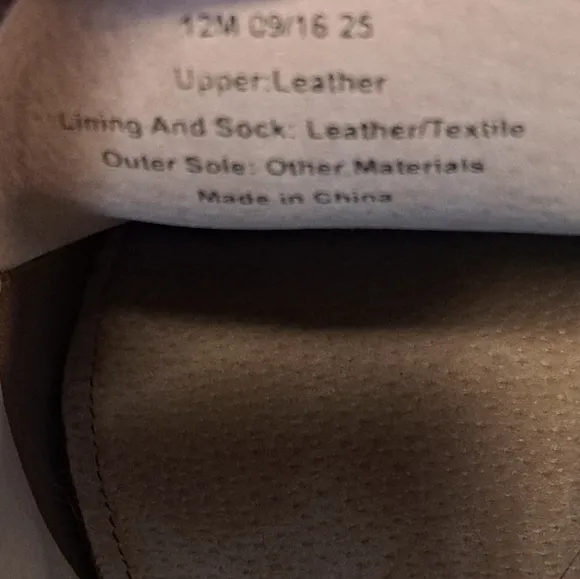 12M 09/16 25
Upper:Leather
Lining And Sock: Leather/Textile
Outer Sole: Other Materials
Made in China